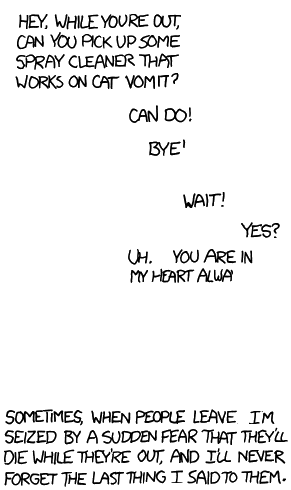 HEY, WHILE YOU'RE OUT,
CAN YOU PICK UP SOME
SPRAY CLEANER THAT
WORKS ON CAT VOMIT?
CAN DO!
BYE!
WAIT!
YES?
UH. YOU ARE IN
MY HEART ALWA
SOMETIMES, WHEN PEOPLE LEAVE I'M
SEIZED BY A SUDDEN FEAR THAT THEY'LL
DIE WHILE THEY'RE OUT, AND I'LL NEVER
FORGET THE LAST THING I SAID TO THEM.